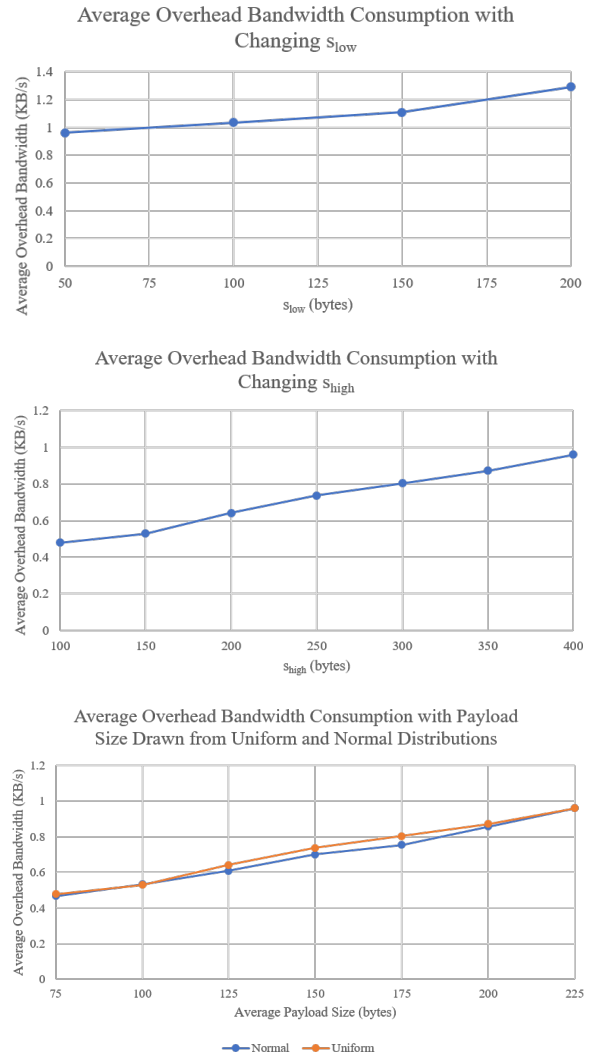 Average Overhead Bandwidth Consumption with
Changing s_low
Average Overhead Bandwidth (KB/s)
1.4
1.2
1
0.8
0.6
0.4
0.2
0
50 75 100 125 150 175 200
s_low (bytes)
Average Overhead Bandwidth Consumption with
Changing s_high
Average Overhead Bandwidth (KB/s)
1.2
1
0.8
0.6
0.4
0.2
0
100 150 200 250 300 350 400
s_high (bytes)
Average Overhead Bandwidth Consumption with Payload
Size Drawn from Uniform and Normal Distributions
Average Overhead Bandwidth (KB/s)
1.2
1
0.8
0.6
0.4
0.2
0
75 100 125 150 175 200 225
Average Payload Size (bytes)
Normal Uniform